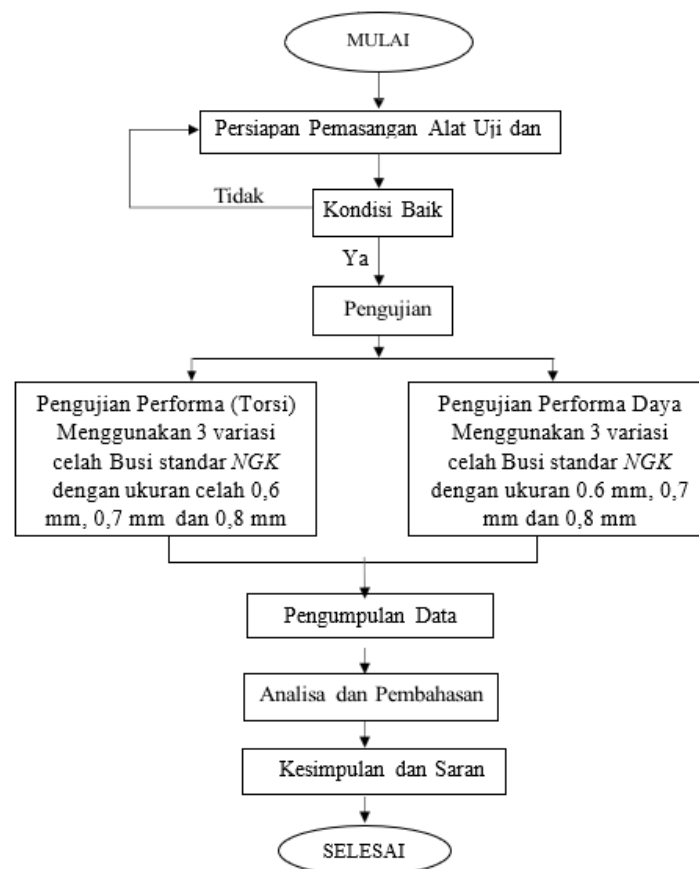 MULAI
Persiapan Pemasangan Alat Uji dan
Tidak
Kondisi Baik
Ya
Pengujian
Pengujian Performa (Torsi)
Menggunakan 3 variasi
celah Busi standar NGK
dengan ukuran celah 0,6
mm, 0,7 mm dan 0,8 mm
Pengujian Performa Daya
Menggunakan 3 variasi
celah Busi standar NGK
dengan ukuran 0.6 mm, 0,7
mm dan 0,8 mm
Pengumpulan Data
Analisa dan Pembahasan
Kesimpulan dan Saran
SELESAI